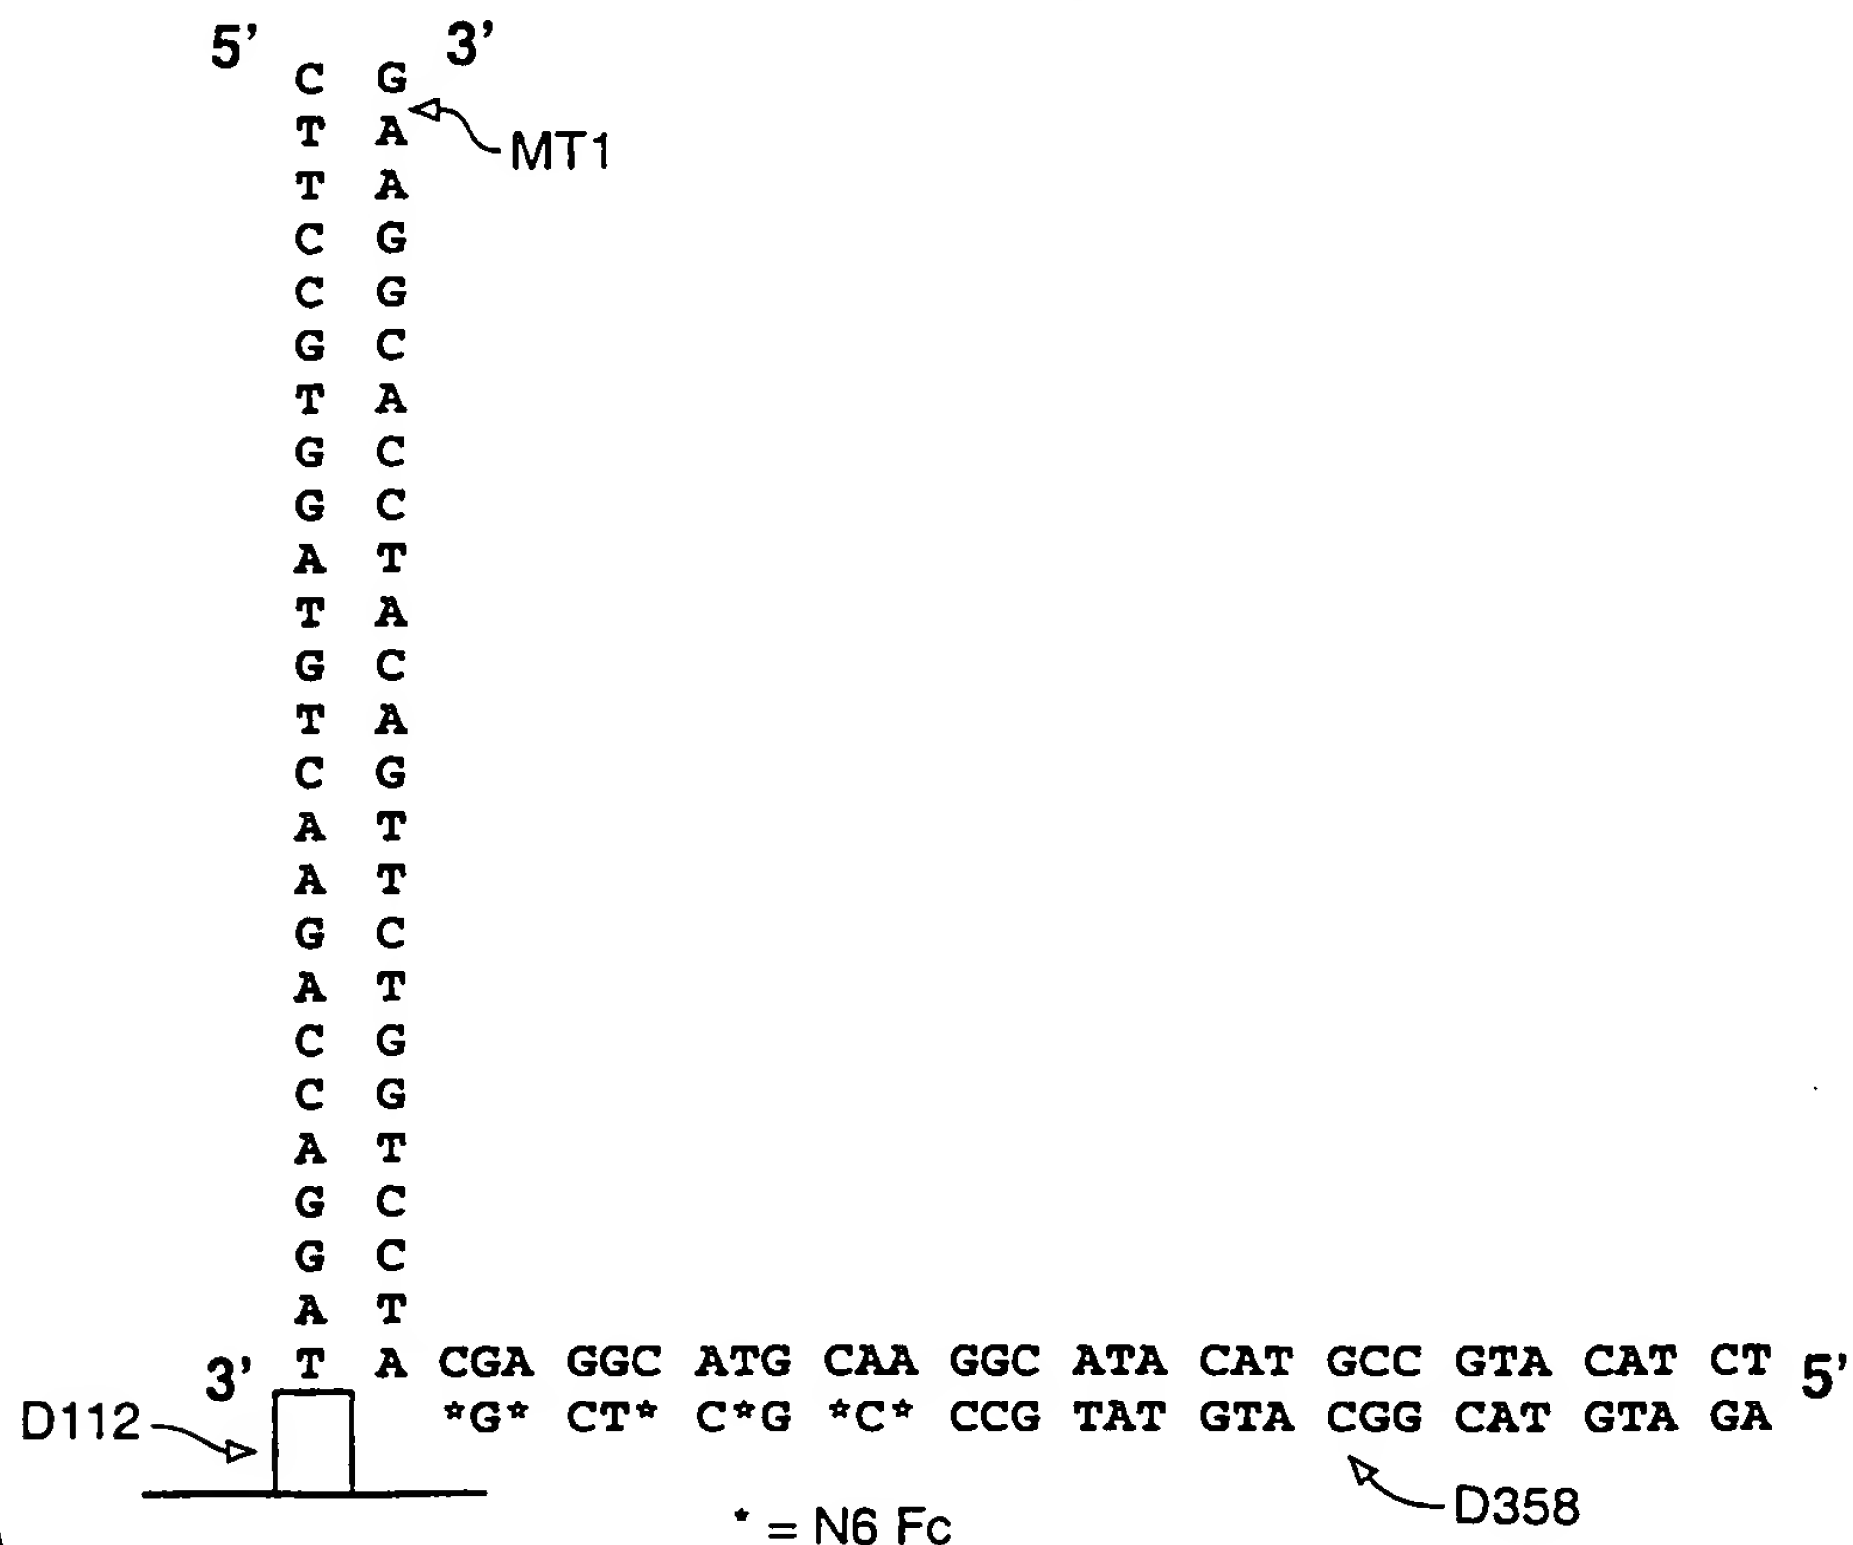 5’ 3’
C G
T A
MT1
T A
C G
C G
G C
T A
G C
G C
A T
T A
G C
T A
C G
A T
A T
G C
A T
C G
C G
A T
G C
G C
A T
3’ T A CGA GGC ATG CAA GGC ATA CAT GCC GTA CAT CT 5’
D112 *G* CT* C*G *C* CCG TAT GTA CGG CAT GTA GA
D358
* = N6 Fc